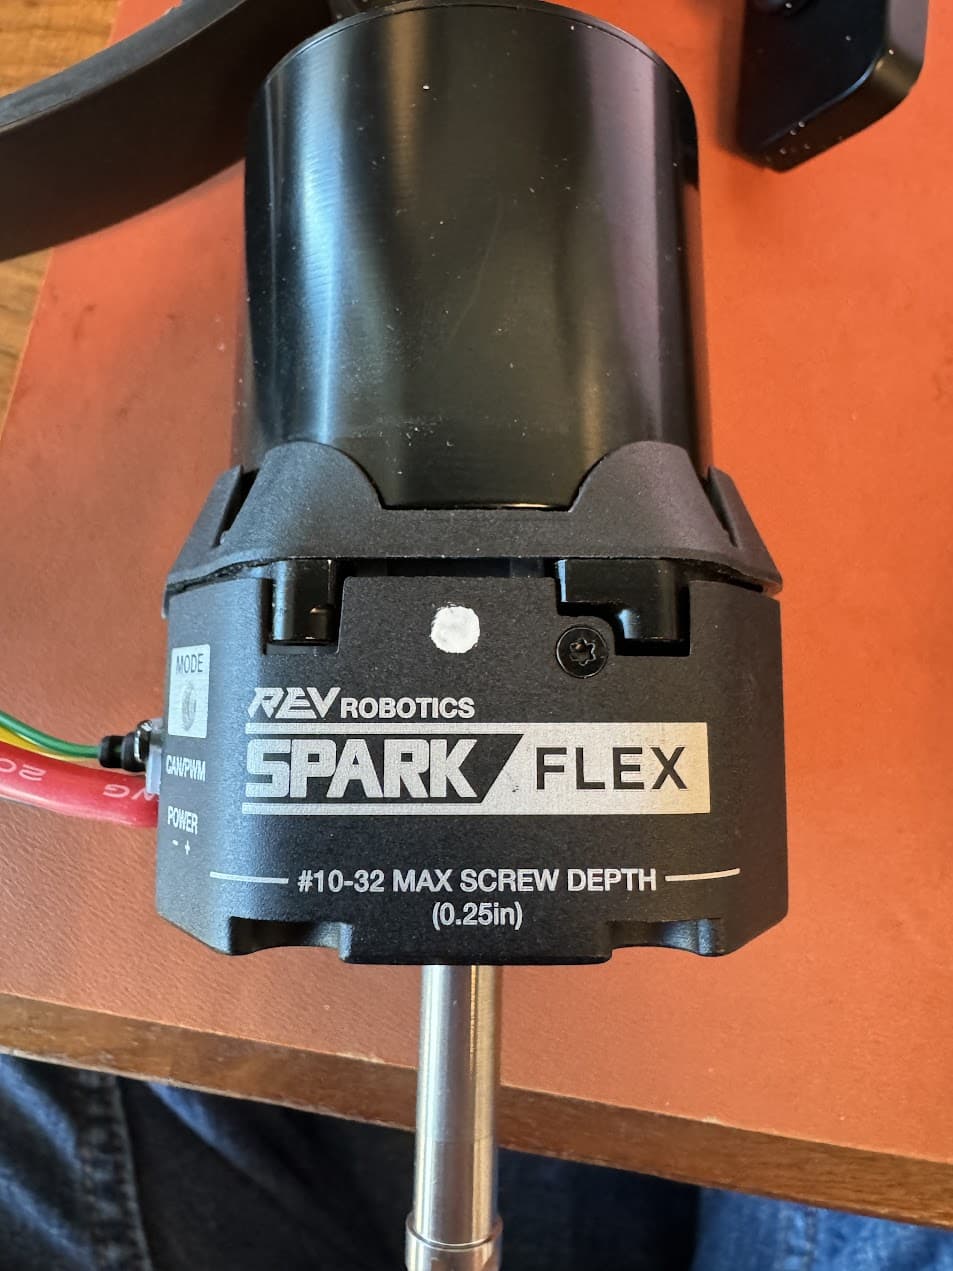 MODE
CAN/PWM
POWER
- +
REV ROBOTICS
SPARK FLEX
#10-32 MAX SCREW DEPTH
(0.25in)